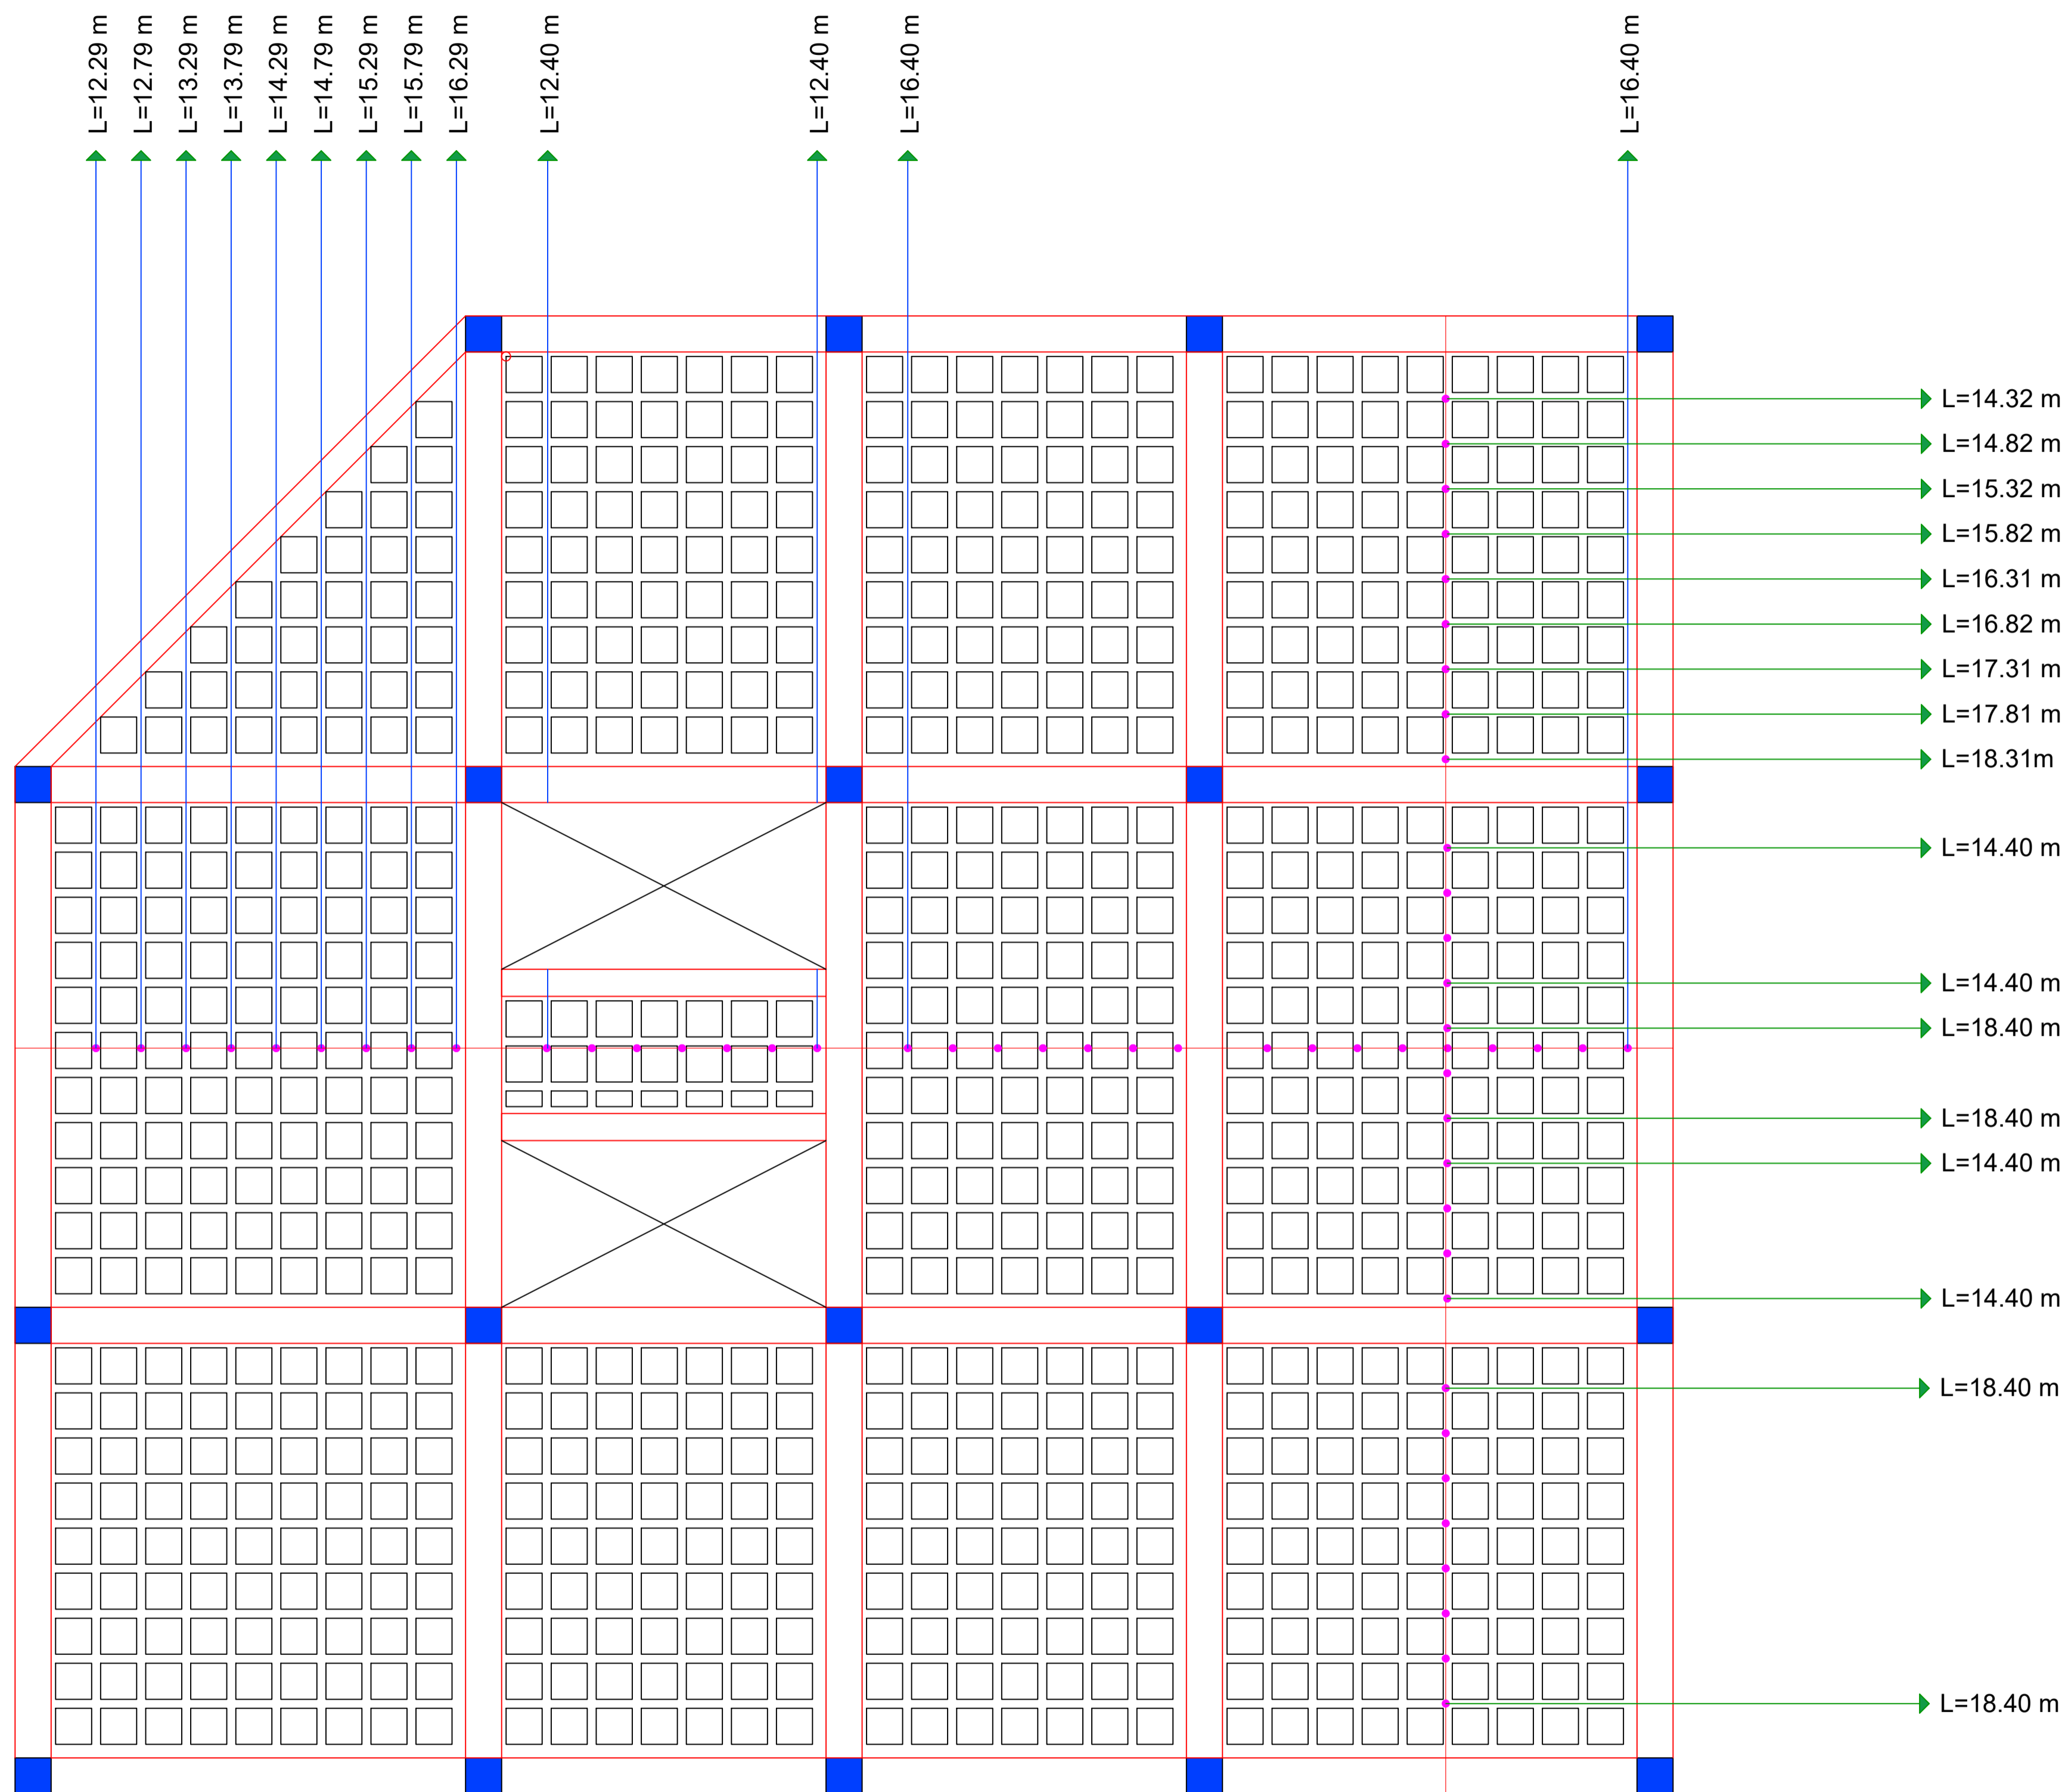 L=12.29 m
L=12.79 m
L=13.29 m
L=13.79 m
L=14.29 m
L=14.79 m
L=15.29 m
L=15.79 m
L=16.29 m
L=12.40 m
L=12.40 m
L=16.40 m
L=16.40 m
L=14.32 m
L=14.82 m
L=15.32 m
L=15.82 m
L=16.31 m
L=16.82 m
L=17.31 m
L=17.81 m
L=18.31m
L=14.40 m
L=14.40 m
L=18.40 m
L=18.40 m
L=14.40 m
L=14.40 m
L=18.40 m
L=18.40 m